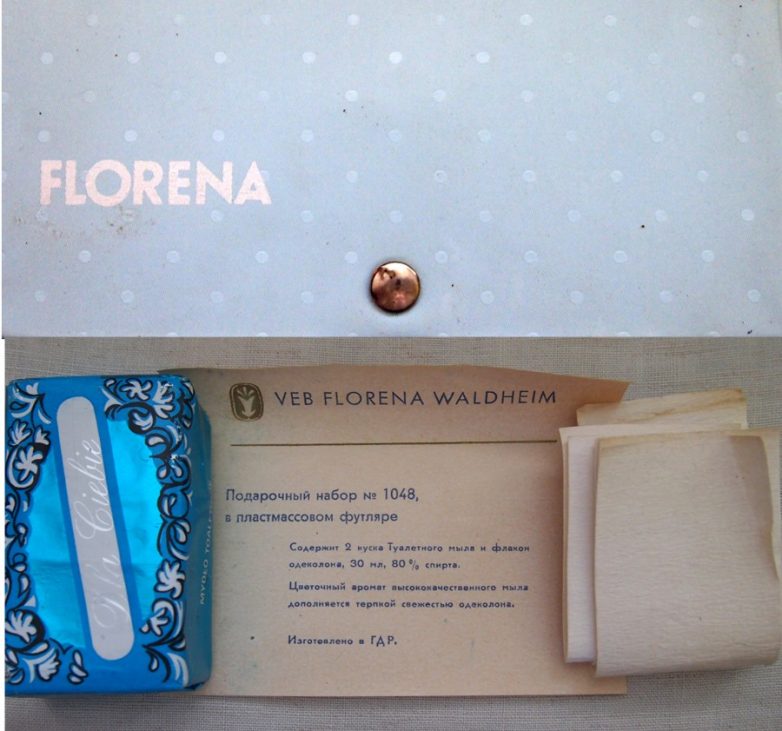 FLORENA
VEB FLORENA WALDHEIM
Подарочный набор № 1048,
в пластмассовом футляре
Содержит 2 куска Туалетного мыла и флакон
одеколона, 30 мл, 80% спирта.
Цветочный аромат высококачественного мыла
дополняется терпкой свежестью одеколона.
Изготовлено в ГДР.
Dla Ciebie
MYDŁO